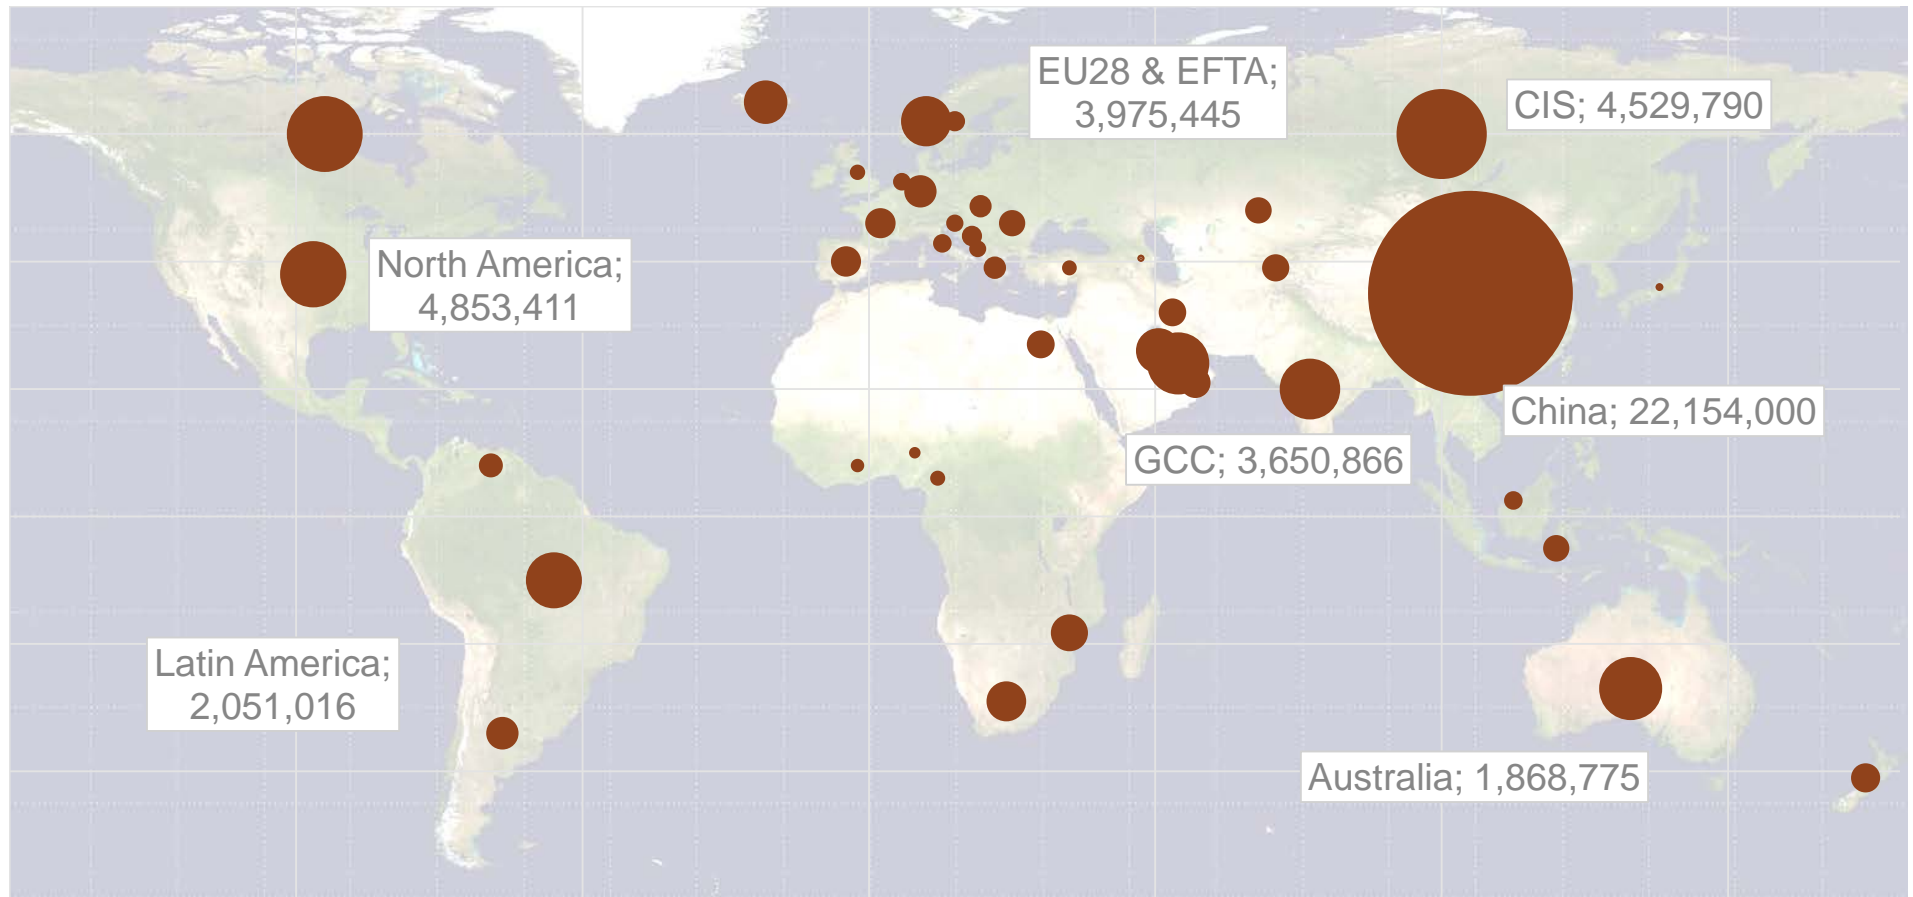 EU28 & EFTA;
3,975,445
CIS; 4,529,790
North America;
4,853,411
China; 22,154,000
GCC; 3,650,866
Latin America;
2,051,016
Australia; 1,868,775